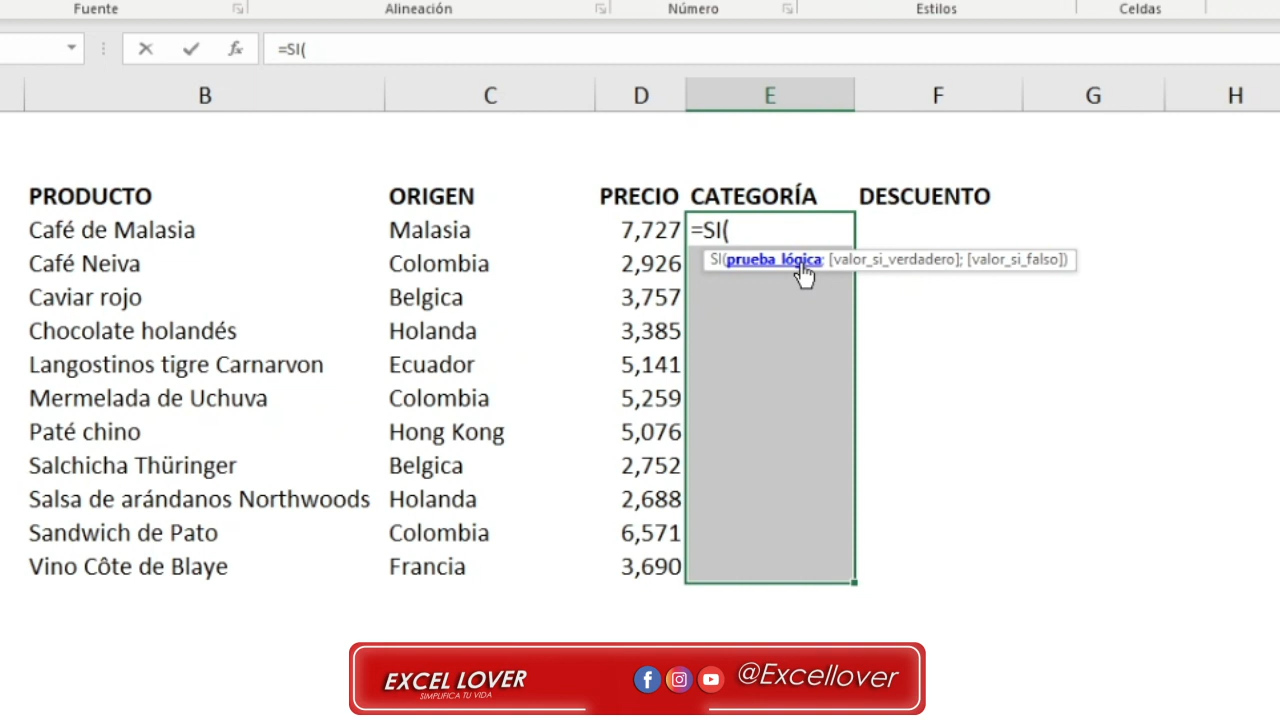 Fuente Alineación Número Estilos Celdas
fx =SI(
B C D E F G H
PRODUCTO ORIGEN PRECIO CATEGORÍA DESCUENTO
Café de Malasia Malasia 7,727 =SI(
Café Neiva Colombia 2,926
SI(prueba_lógica; [valor_si_verdadero]; [valor_si_falso])
Caviar rojo Belgica 3,757
Chocolate holandés Holanda 3,385
Langostinos tigre Carnarvon Ecuador 5,141
Mermelada de Uchuva Colombia 5,259
Paté chino Hong Kong 5,076
Salchicha Thüringer Belgica 2,752
Salsa de arándanos Northwoods Holanda 2,688
Sandwich de Pato Colombia 6,571
Vino Côte de Blaye Francia 3,690
EXCEL LOVER @Excellover
SIMPLIFICA TU VIDA